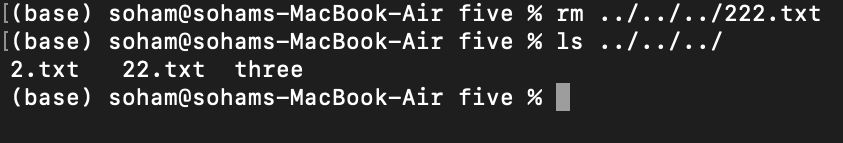 [(base) soham@sohams-MacBook-Air five % rm ../../../222.txt
[(base) soham@sohams-MacBook-Air five % ls ../../../
2.txt   22.txt  three
(base) soham@sohams-MacBook-Air five %